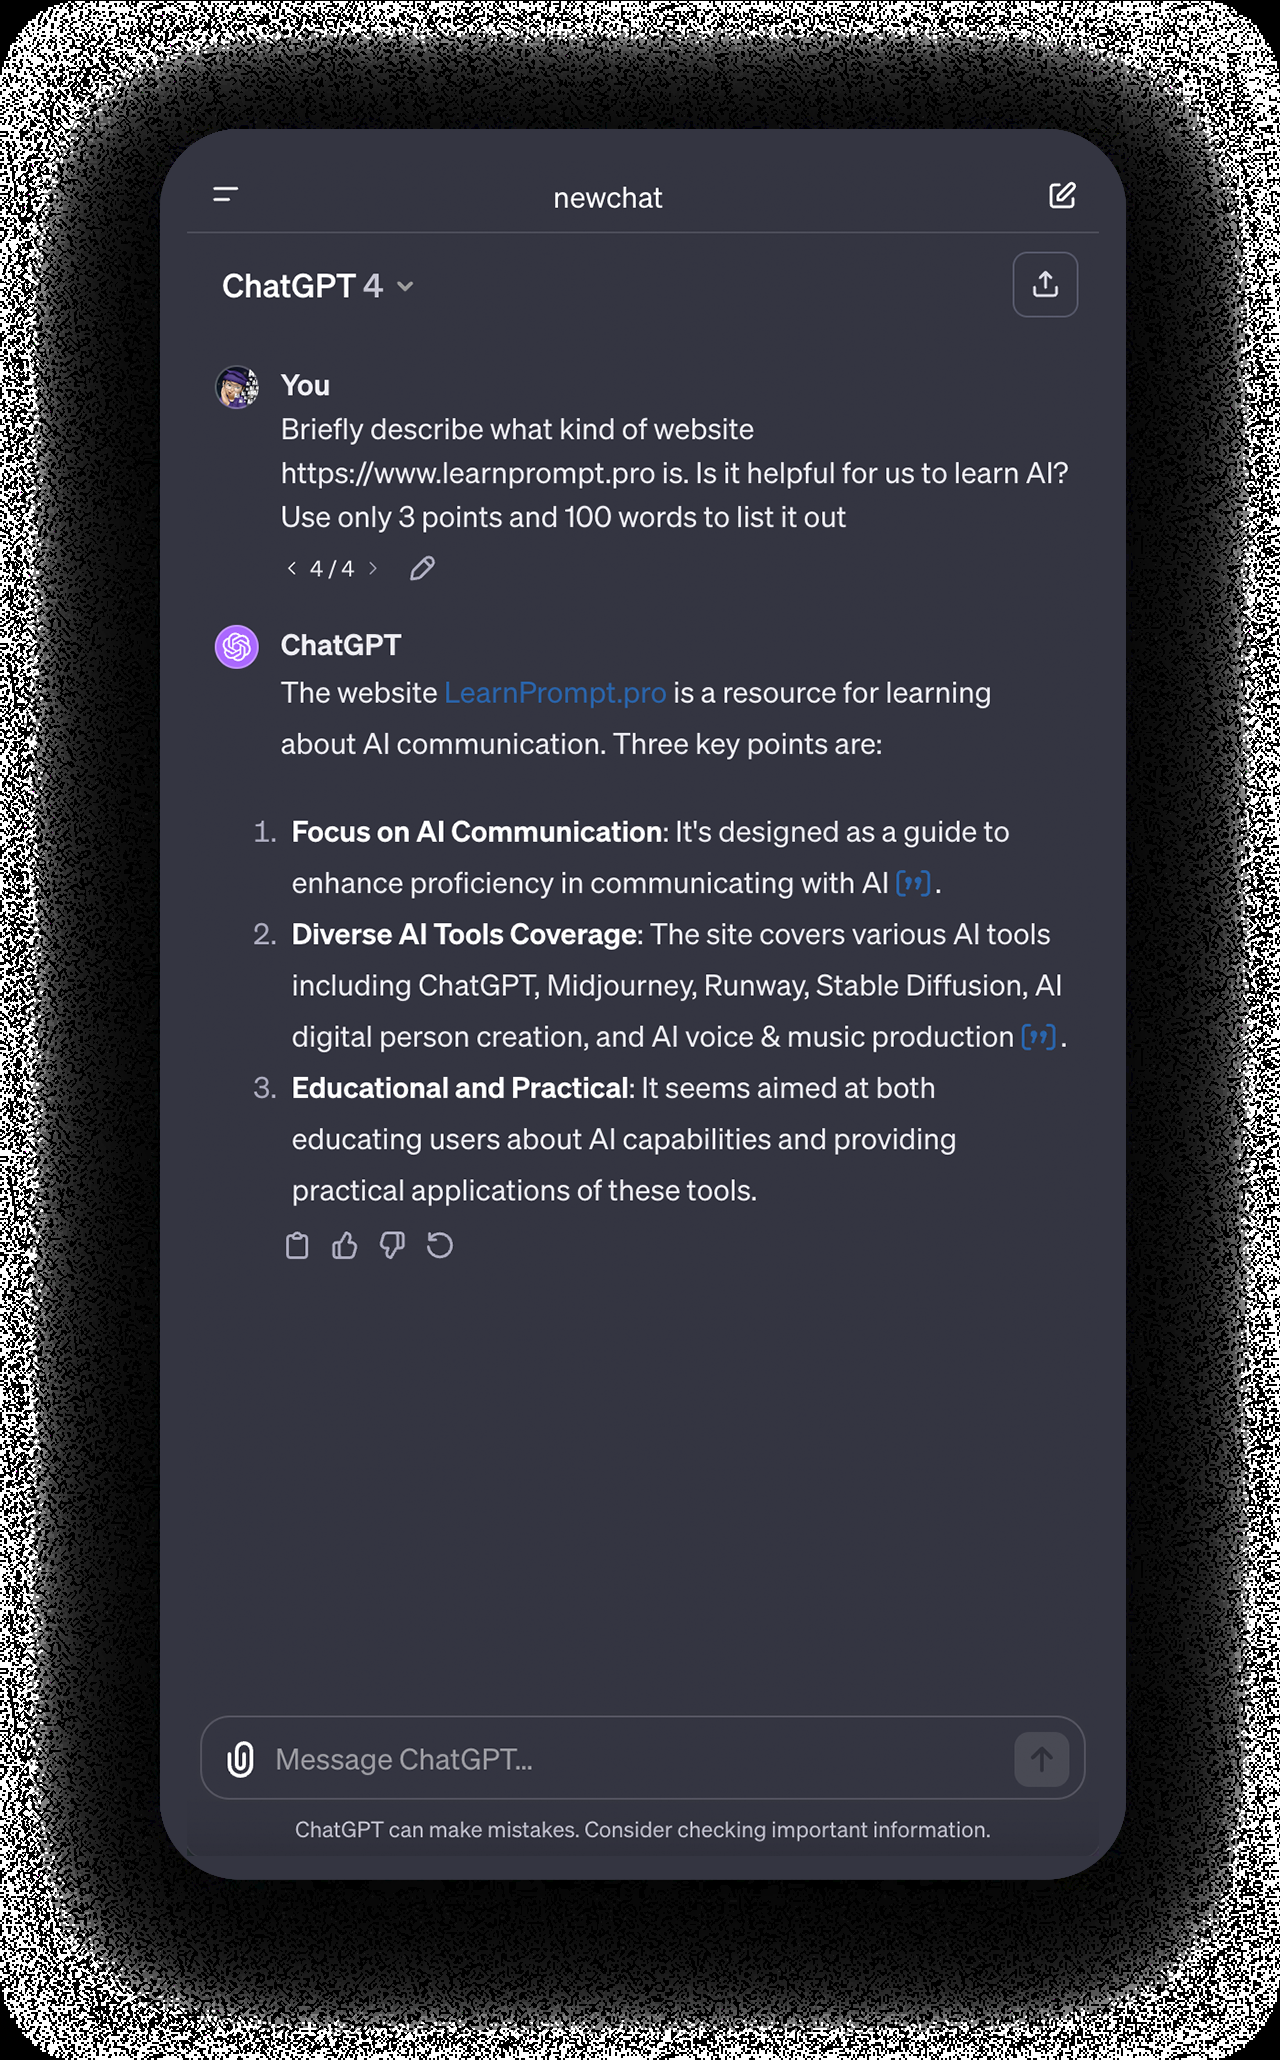 newchat
ChatGPT 4
You
Briefly describe what kind of website
https://www.learnprompt.pro is. Is it helpful for us to learn AI?
Use only 3 points and 100 words to list it out
< 4 / 4 >
ChatGPT
The website LearnPrompt.pro is a resource for learning
about AI communication. Three key points are:
1. Focus on AI Communication: It's designed as a guide to
enhance proficiency in communicating with AI ["].
2. Diverse AI Tools Coverage: The site covers various AI tools
including ChatGPT, Midjourney, Runway, Stable Diffusion, AI
digital person creation, and AI voice & music production ["].
3. Educational and Practical: It seems aimed at both
educating users about AI capabilities and providing
practical applications of these tools.
Message ChatGPT...
ChatGPT can make mistakes. Consider checking important information.